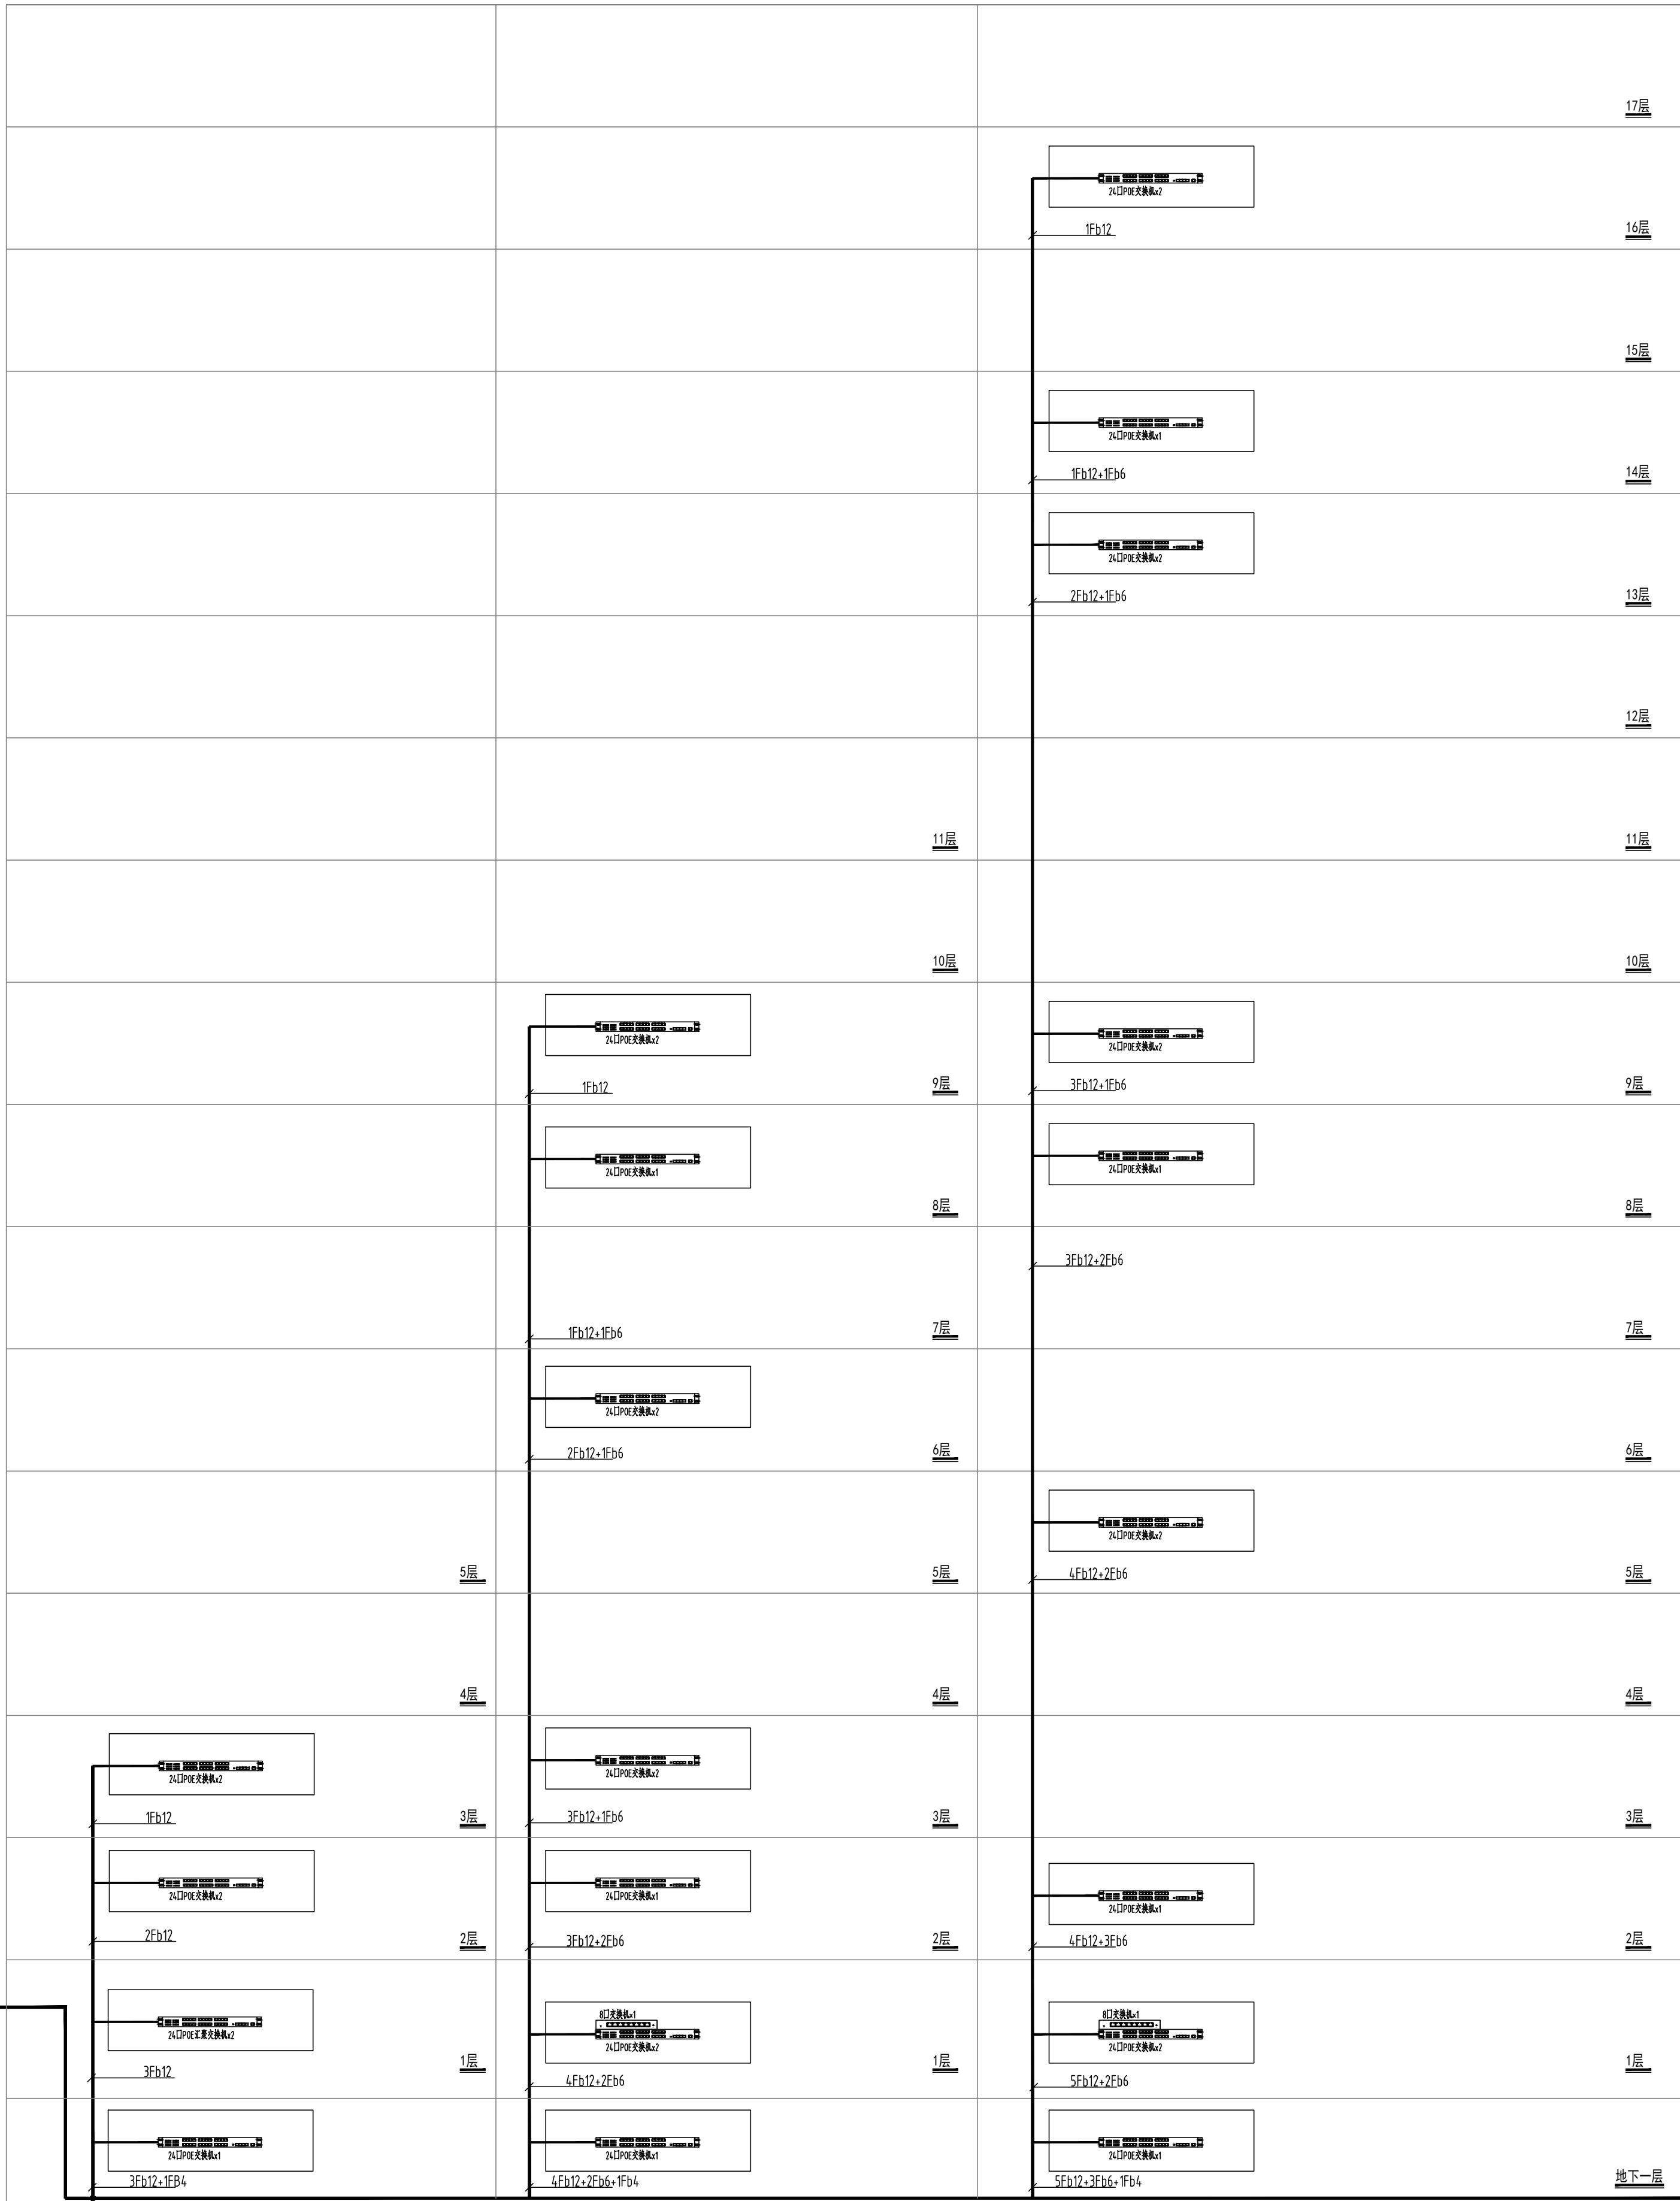 17层
24口POE交换机x2
1Fb12
16层
15层
24口POE交换机x1
1Fb12+1Fb6
14层
24口POE交换机x2
2Fb12+1Fb6
13层
12层
11层
11层
10层
10层
24口POE交换机x2
24口POE交换机x2
1Fb12
9层
3Fb12+1Fb6
9层
24口POE交换机x1
24口POE交换机x1
8层
8层
3Fb12+2Fb6
1Fb12+1Fb6
7层
7层
24口POE交换机x2
2Fb12+1Fb6
6层
6层
24口POE交换机x2
5层
5层
4Fb12+2Fb6
5层
4层
4层
4层
24口POE交换机x2
24口POE交换机x2
1Fb12
3层
3Fb12+1Fb6
3层
3层
24口POE交换机x2
24口POE交换机x1
24口POE交换机x1
2Fb12
2层
3Fb12+2Fb6
2层
4Fb12+3Fb6
2层
8口交换机x1
8口交换机x1
24口POE汇聚交换机x2
24口POE交换机x2
24口POE交换机x2
3Fb12
1层
4Fb12+2Fb6
1层
5Fb12+2Fb6
1层
24口POE交换机x1
24口POE交换机x1
24口POE交换机x1
3Fb12+1FB4
4Fb12+2Fb6+1Fb4
5Fb12+3Fb6+1Fb4
地下一层